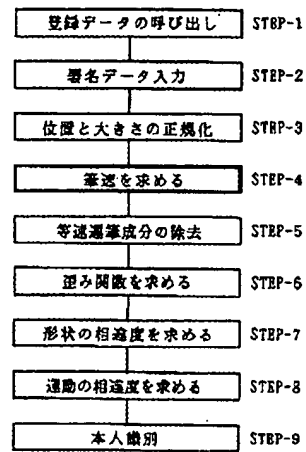 登録データの呼び出し STEP-1
署名データ入力 STEP-2
位置と大きさの正規化 STEP-3
筆速を求める STEP-4
等速運筆成分の除去 STEP-5
歪み関数を求める STEP-6
形状の相違度を求める STEP-7
運動の相違度を求める STEP-8
本人識別 STEP-9